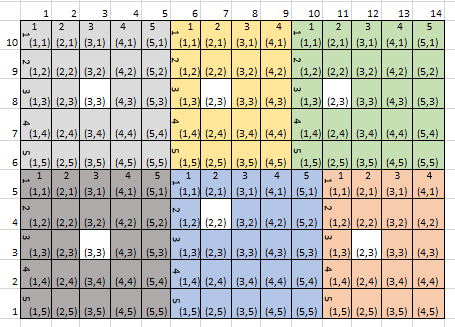 1 2 3 4 5 6 7 8 9 10 11 12 13 14
1 2 3 4 5 1 2 3 4 1 2 3 4 5
10 1 (1,1) (2,1) (3,1) (4,1) (5,1) 1 (1,1) (2,1) (3,1) (4,1) 1 (1,1) (2,1) (3,1) (4,1) (5,1)
9 2 (1,2) (2,2) (3,2) (4,2) (5,2) 2 (1,2) (2,2) (3,2) (4,2) 2 (1,2) (2,2) (3,2) (4,2) (5,2)
8 3 (1,3) (2,3) (3,3) (4,3) (5,3) 3 (1,3) (2,3) (3,3) (4,3) 3 (1,3) (2,3) (3,3) (4,3) (5,3)
7 4 (1,4) (2,4) (3,4) (4,4) (5,4) 4 (1,4) (2,4) (3,4) (4,4) 4 (1,4) (2,4) (3,4) (4,4) (5,4)
6 5 (1,5) (2,5) (3,5) (4,5) (5,5) 5 (1,5) (2,5) (3,5) (4,5) 5 (1,5) (2,5) (3,5) (4,5) (5,5)
1 2 3 4 5 1 2 3 4 5 1 2 3 4
5 1 (1,1) (2,1) (3,1) (4,1) (5,1) 1 (1,1) (2,1) (3,1) (4,1) (5,1) 1 (1,1) (2,1) (3,1) (4,1)
4 2 (1,2) (2,2) (3,2) (4,2) (5,2) 2 (1,2) (2,2) (3,2) (4,2) (5,2) 2 (1,2) (2,2) (3,2) (4,2)
3 3 (1,3) (2,3) (3,3) (4,3) (5,3) 3 (1,3) (2,3) (3,3) (4,3) (5,3) 3 (1,3) (2,3) (3,3) (4,3)
2 4 (1,4) (2,4) (3,4) (4,4) (5,4) 4 (1,4) (2,4) (3,4) (4,4) (5,4) 4 (1,4) (2,4) (3,4) (4,4)
1 5 (1,5) (2,5) (3,5) (4,5) (5,5) 5 (1,5) (2,5) (3,5) (4,5) (5,5) 5 (1,5) (2,5) (3,5) (4,5)